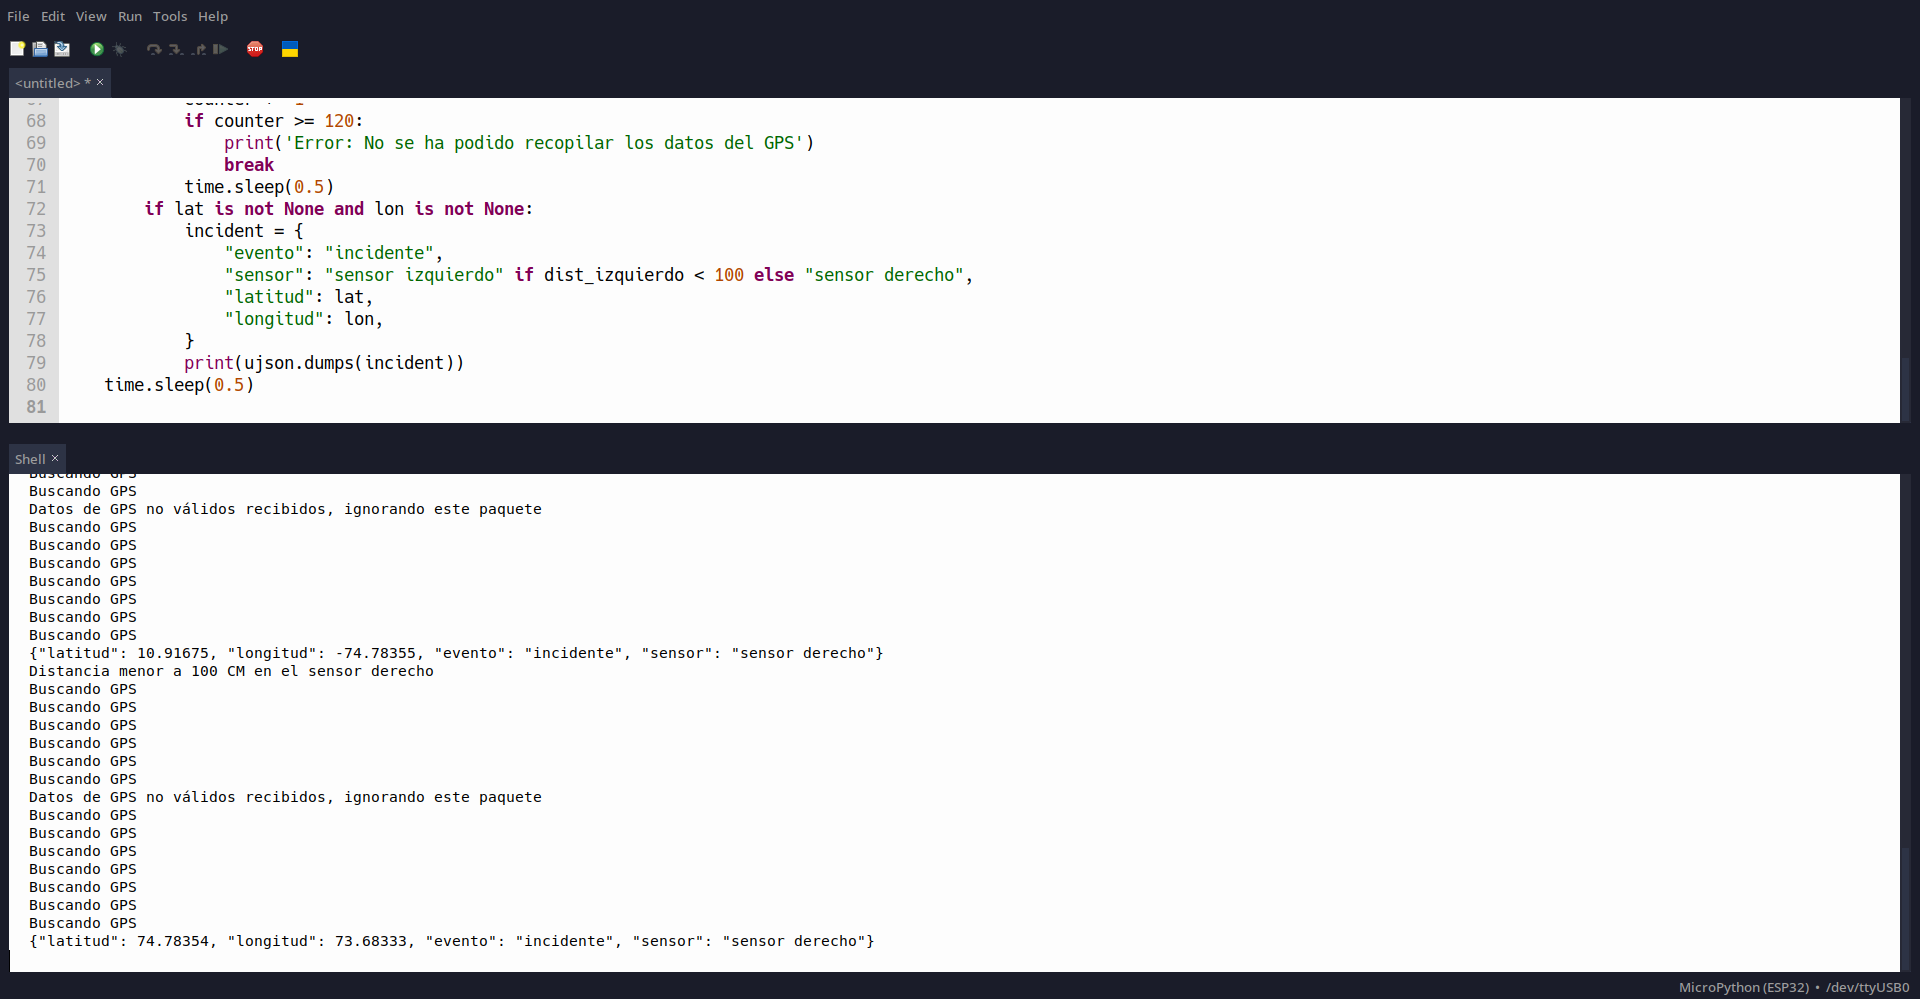 File Edit View Run Tools Help
STOP
<untitled> * ×
68 if counter >= 120:
69 print('Error: No se ha podido recopilar los datos del GPS')
70 break
71 time.sleep(0.5)
72 if lat is not None and lon is not None:
73 incident = {
74 "evento": "incidente",
75 "sensor": "sensor izquierdo" if dist_izquierdo < 100 else "sensor derecho",
76 "latitud": lat,
77 "longitud": lon,
78 }
79 print(ujson.dumps(incident))
80 time.sleep(0.5)
81
Shell ×
Buscando GPS
Buscando GPS
Datos de GPS no válidos recibidos, ignorando este paquete
Buscando GPS
Buscando GPS
Buscando GPS
Buscando GPS
Buscando GPS
Buscando GPS
Buscando GPS
{"latitud": 10.91675, "longitud": -74.78355, "evento": "incidente", "sensor": "sensor derecho"}
Distancia menor a 100 CM en el sensor derecho
Buscando GPS
Buscando GPS
Buscando GPS
Buscando GPS
Buscando GPS
Buscando GPS
Datos de GPS no válidos recibidos, ignorando este paquete
Buscando GPS
Buscando GPS
Buscando GPS
Buscando GPS
Buscando GPS
Buscando GPS
Buscando GPS
{"latitud": 74.78354, "longitud": 73.68333, "evento": "incidente", "sensor": "sensor derecho"}
MicroPython (ESP32) • /dev/ttyUSB0